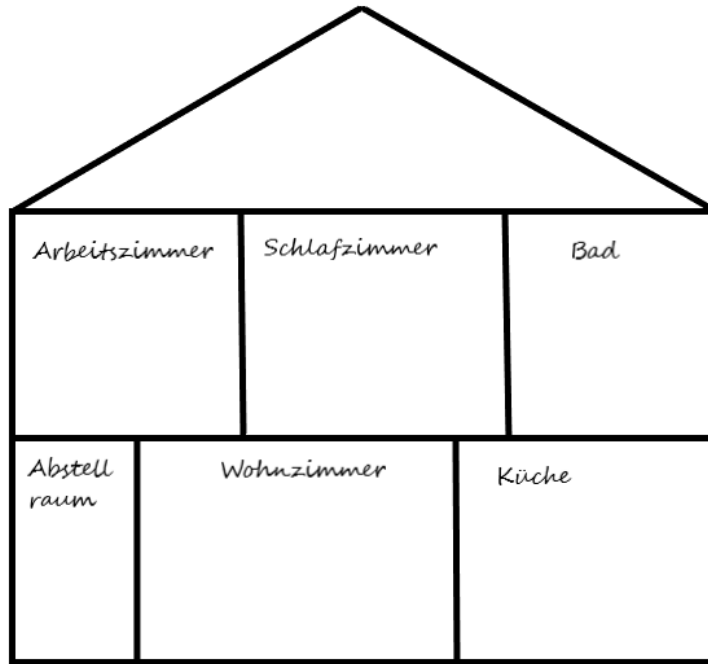 Arbeitszimmer
Schlafzimmer
Bad
Abstell
raum
Wohnzimmer
Küche